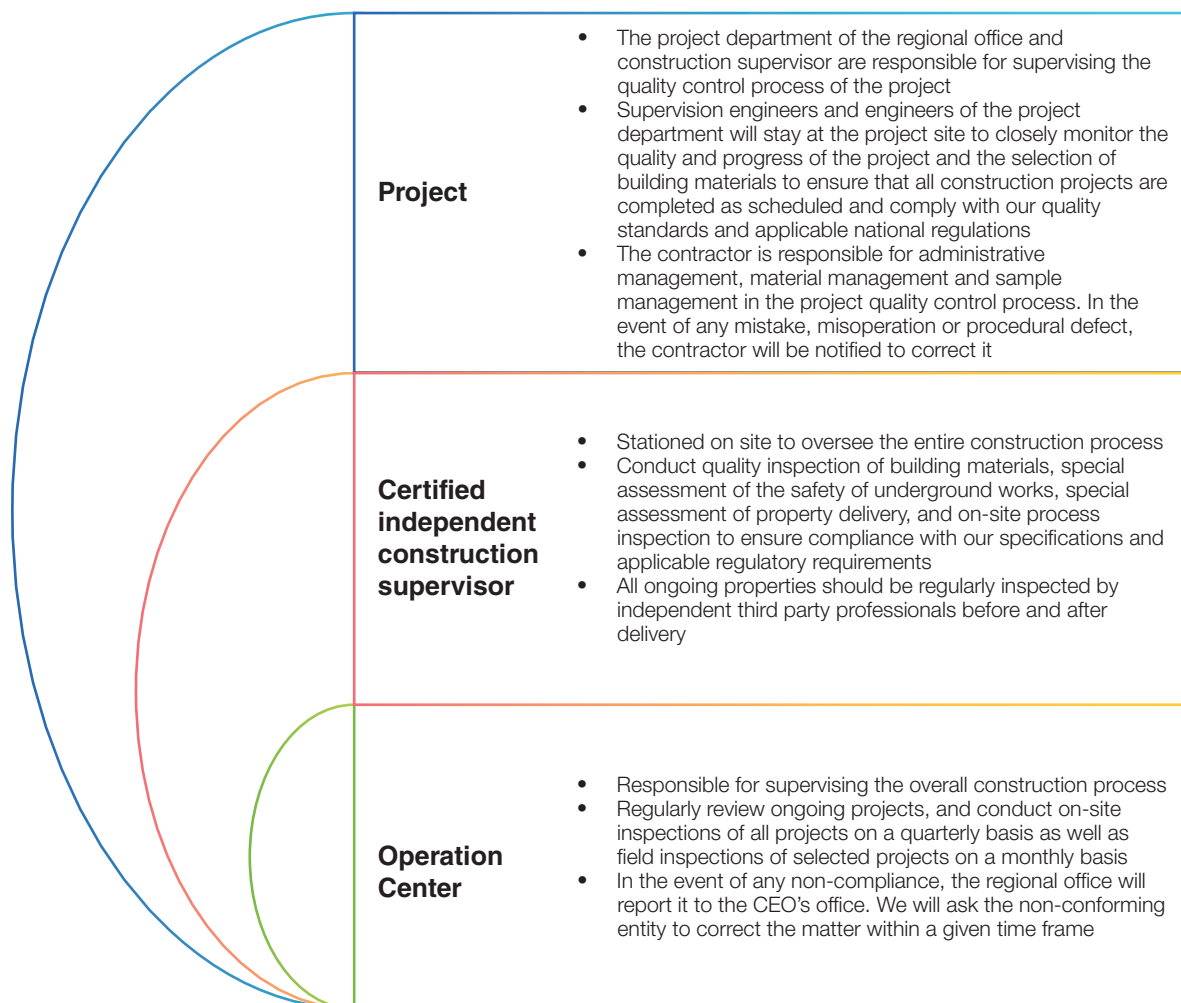 Project
• The project department of the regional office and
construction supervisor are responsible for supervising the
quality control process of the project
• Supervision engineers and engineers of the project
department will stay at the project site to closely monitor the
quality and progress of the project and the selection of
building materials to ensure that all construction projects are
completed as scheduled and comply with our quality
standards and applicable national regulations
• The contractor is responsible for administrative
management, material management and sample
management in the project quality control process. In the
event of any mistake, misoperation or procedural defect,
the contractor will be notified to correct it
Certified
independent
construction
supervisor
• Stationed on site to oversee the entire construction process
• Conduct quality inspection of building materials, special
assessment of the safety of underground works, special
assessment of property delivery, and on-site process
inspection to ensure compliance with our specifications and
applicable regulatory requirements
• All ongoing properties should be regularly inspected by
independent third party professionals before and after
delivery
Operation
Center
• Responsible for supervising the overall construction process
• Regularly review ongoing projects, and conduct on-site
inspections of all projects on a quarterly basis as well as
field inspections of selected projects on a monthly basis
• In the event of any non-compliance, the regional office will
report it to the CEO's office. We will ask the non-conforming
entity to correct the matter within a given time frame